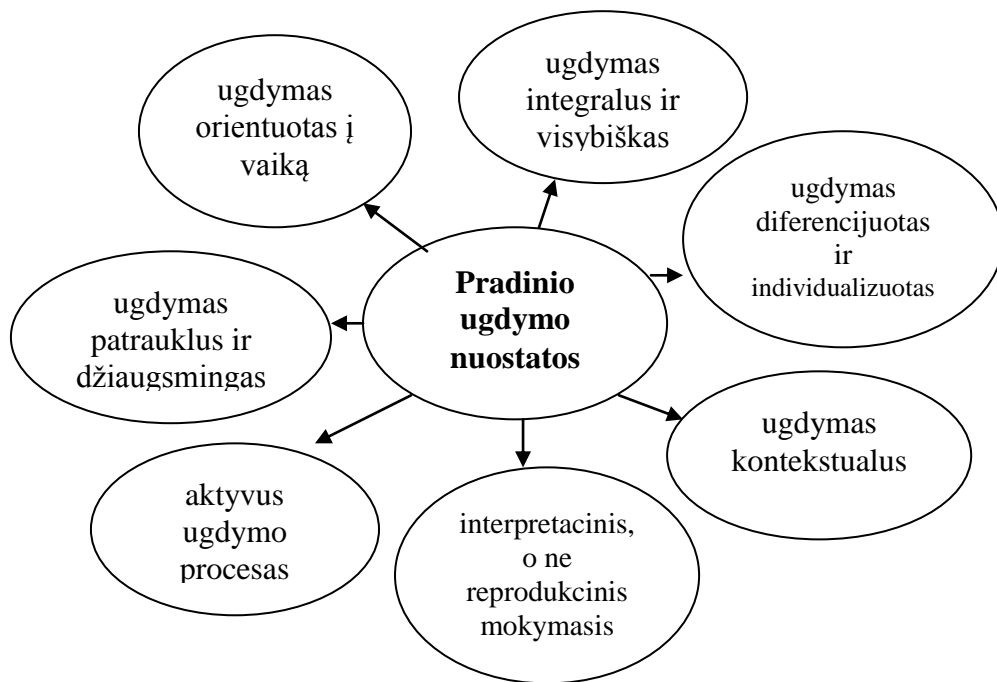 ugdymas
orientuotas į
vaiką
ugdymas
integralus ir
visybiškas
ugdymas
diferencijuotas
ir
individualizuotas
Pradinio
ugdymo
nuostatos
ugdymas
patrauklus ir
džiaugsmingas
ugdymas
kontekstualus
aktyvus
ugdymo
procesas
interpretacinis,
o ne
reprodukcinis
mokymasis